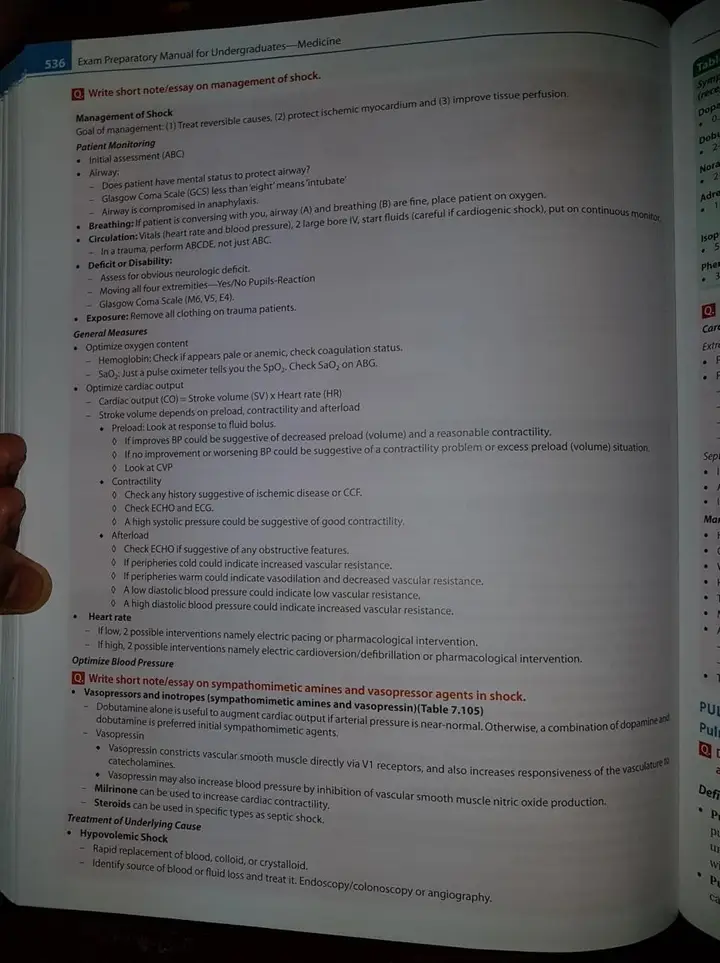 536 Exam Preparatory Manual for Undergraduates—Medicine
Q. Write short note/essay on management of shock.
Management of Shock
Goal of management: (1) Treat reversible causes, (2) protect ischemic myocardium and (3) improve tissue perfusion.
Patient Monitoring
• Initial assessment (ABC)
• Airway:
– Does patient have mental status to protect airway?
– Glasgow Coma Scale (GCS) less than 'eight' means 'intubate'
– Airway is compromised in anaphylaxis.
• Breathing: If patient is conversing with you, airway (A) and breathing (B) are fine, place patient on oxygen.
• Circulation: Vitals (heart rate and blood pressure), 2 large bore IV, start fluids (careful if cardiogenic shock), put on continuous monitor.
– In a trauma, perform ABCDE, not just ABC.
• Deficit or Disability:
– Assess for obvious neurologic deficit.
– Moving all four extremities—Yes/No Pupils-Reaction
– Glasgow Coma Scale (M6, V5, E4).
• Exposure: Remove all clothing on trauma patients.
General Measures
• Optimize oxygen content
– Hemoglobin: Check if appears pale or anemic, check coagulation status.
– SaO₂: Just a pulse oximeter tells you the SpO₂. Check SaO₂ on ABG.
• Optimize cardiac output
– Cardiac output (CO) = Stroke volume (SV) x Heart rate (HR)
– Stroke volume depends on preload, contractility and afterload
• Preload: Look at response to fluid bolus.
◊ If improves BP could be suggestive of decreased preload (volume) and a reasonable contractility.
◊ If no improvement or worsening BP could be suggestive of a contractility problem or excess preload (volume) situation.
◊ Look at CVP
• Contractility
◊ Check any history suggestive of ischemic disease or CCF.
◊ Check ECHO and ECG.
◊ A high systolic pressure could be suggestive of good contractility.
• Afterload
◊ Check ECHO if suggestive of any obstructive features.
◊ If peripheries cold could indicate increased vascular resistance.
◊ If peripheries warm could indicate vasodilation and decreased vascular resistance.
◊ A low diastolic blood pressure could indicate low vascular resistance.
◊ A high diastolic blood pressure could indicate increased vascular resistance.
• Heart rate
– If low, 2 possible interventions namely electric pacing or pharmacological intervention.
– If high, 2 possible interventions namely electric cardioversion/defibrillation or pharmacological intervention.
Optimize Blood Pressure
Q. Write short note/essay on sympathomimetic amines and vasopressor agents in shock.
• Vasopressors and inotropes (sympathomimetic amines and vasopressin)(Table 7.105)
– Dobutamine alone is useful to augment cardiac output if arterial pressure is near-normal. Otherwise, a combination of dopamine and
dobutamine is preferred initial sympathomimetic agents.
– Vasopressin
• Vasopressin constricts vascular smooth muscle directly via V1 receptors, and also increases responsiveness of the vasculature to
catecholamines.
• Vasopressin may also increase blood pressure by inhibition of vascular smooth muscle nitric oxide production.
– Milrinone can be used to increase cardiac contractility.
– Steroids can be used in specific types as septic shock.
Treatment of Underlying Cause
• Hypovolemic Shock
– Rapid replacement of blood, colloid, or crystalloid.
– Identify source of blood or fluid loss and treat it. Endoscopy/colonoscopy or angiography.